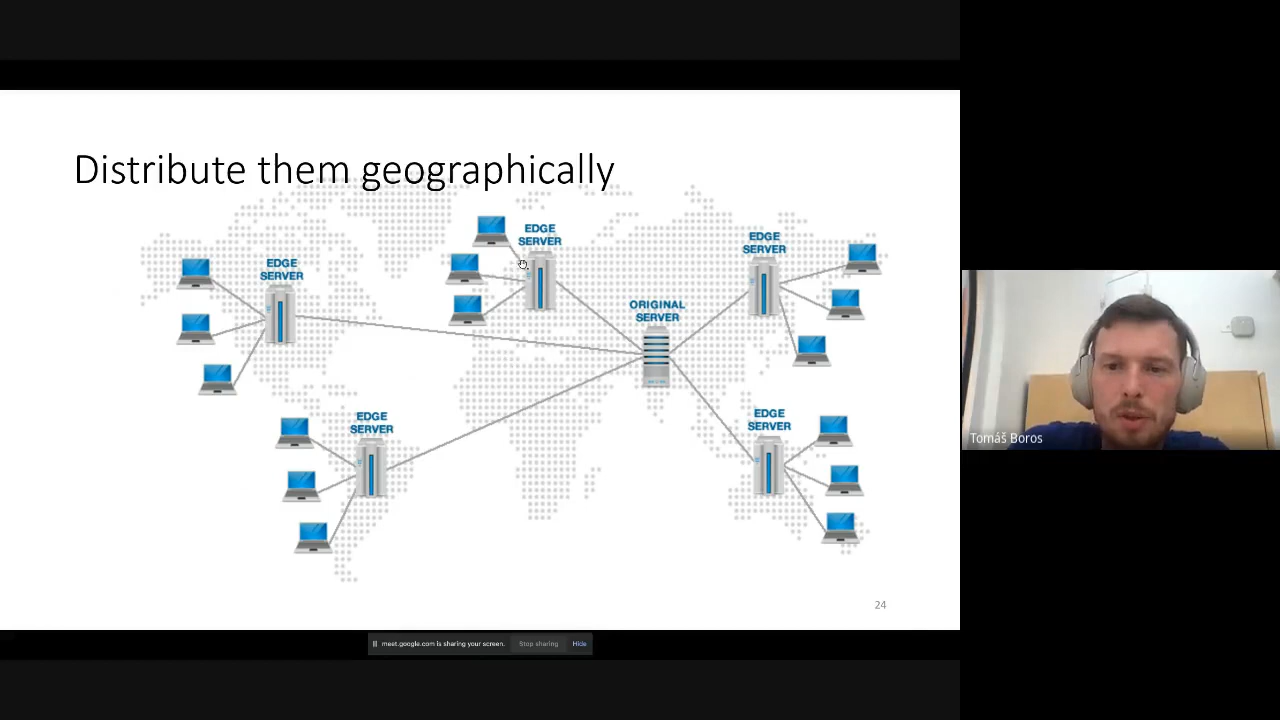 Distribute them geographically
EDGE
SERVER
EDGE
SERVER
EDGE
SERVER
ORIGINAL
SERVER
EDGE
SERVER
EDGE
SERVER
24
meet.google.com is sharing your screen.
Stop sharing
Hide
Tomáš Boros